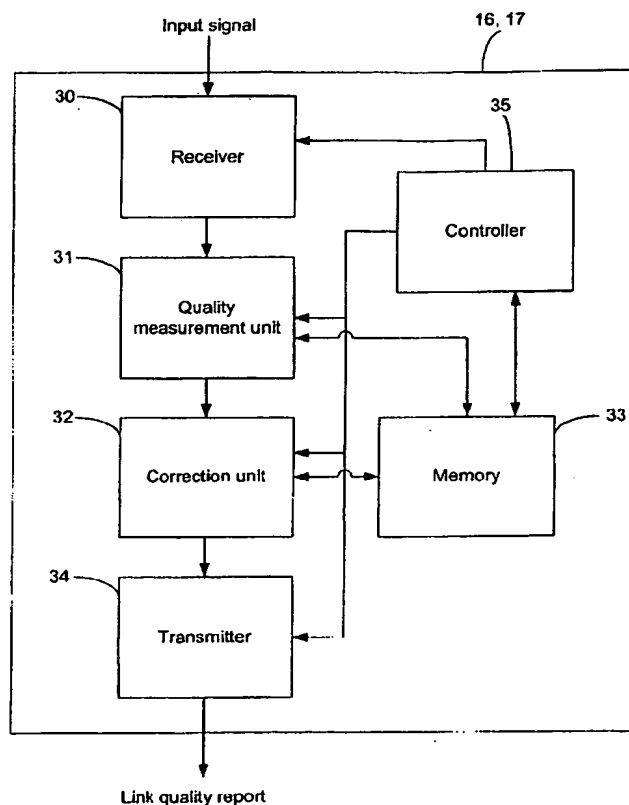 Input signal
16, 17
30
35
Receiver
Controller
31
Quality
measurement unit
32
33
Correction unit
Memory
34
Transmitter
Link quality report